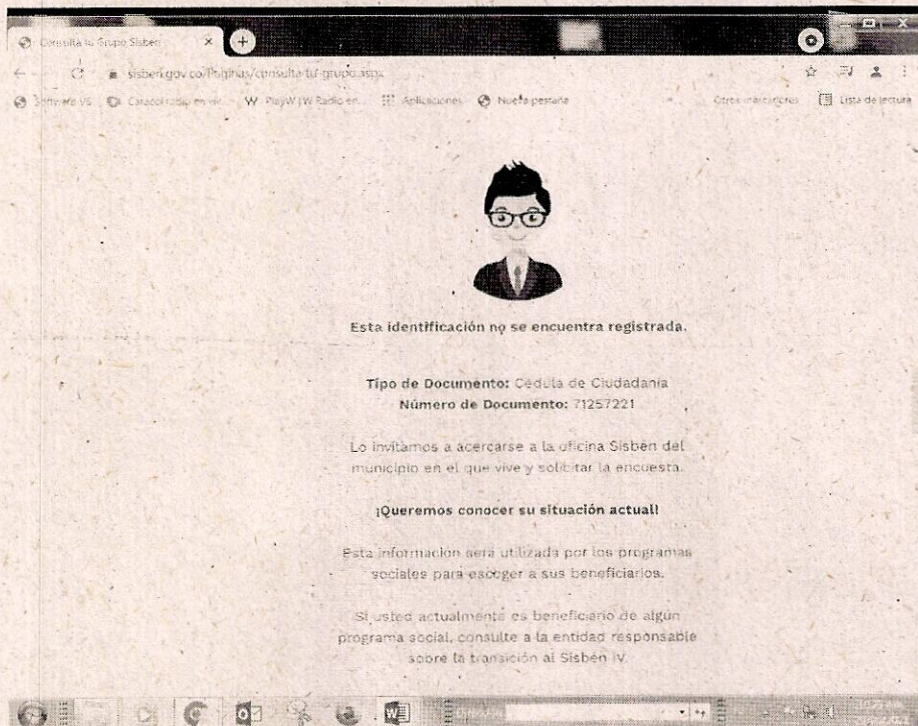 Consulta tu Grupo Sisbén
sisben.gov.co/Paginas/consulta-tu-grupo.aspx
Software VS Caracol radio en viv... PlayW | W Radio en... Aplicaciones Nueva pestaña Otros marcadores Lista de lectura
Esta identificación no se encuentra registrada.
Tipo de Documento: Cédula de Ciudadanía
Número de Documento: 71257221
Lo invitamos a acercarse a la oficina Sisbén del
municipio en el que vive y solicitar la encuesta.
¡Queremos conocer su situación actual!
Esta información será utilizada por los programas
sociales para escoger a sus beneficiarios.
Si usted actualmente es beneficiario de algún
programa social, consulte a la entidad responsable
sobre la transición al Sisbén IV.